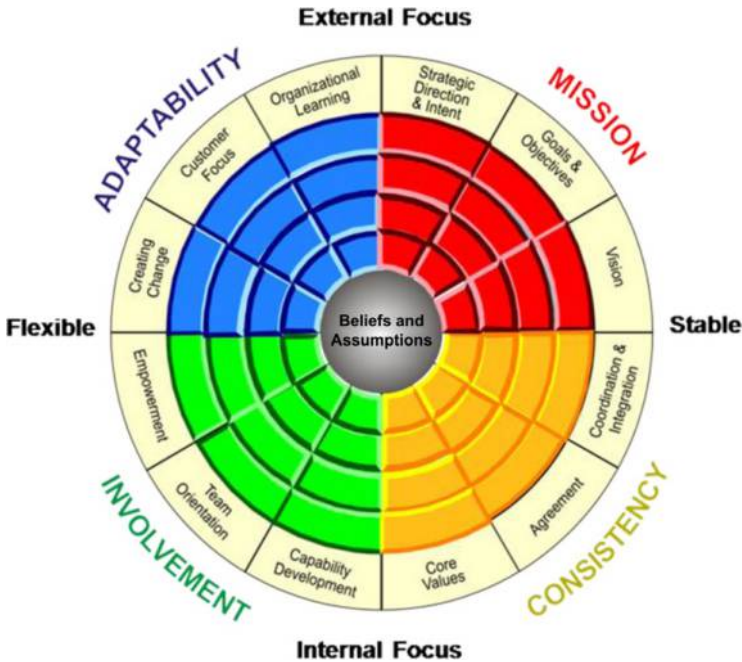 External Focus
ADAPTABILITY
MISSION
Organizational
Learning
Strategic
Direction
& Intent
Customer
Focus
Goals &
Objectives
Creating
Change
Vision
Flexible
Beliefs and
Assumptions
Stable
Empowerment
Coordination &
Integration
Team
Orientation
Agreement
Capability
Development
Core
Values
INVOLVEMENT
CONSISTENCY
Internal Focus